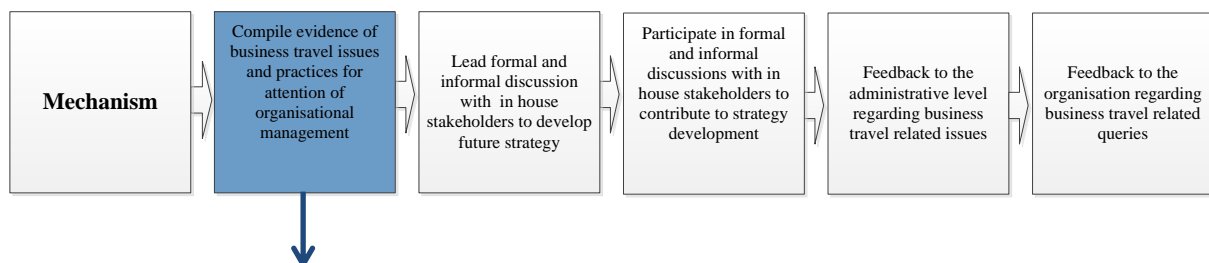 Mechanism
Compile evidence of
business travel issues
and practices for
attention of
organisational
management
Lead formal and
informal discussion
with in house
stakeholders to develop
future strategy
Participate in formal
and informal
discussions with in
house stakeholders to
contribute to strategy
development
Feedback to the
administrative level
regarding business
travel related issues
Feedback to the
organisation regarding
business travel related
queries